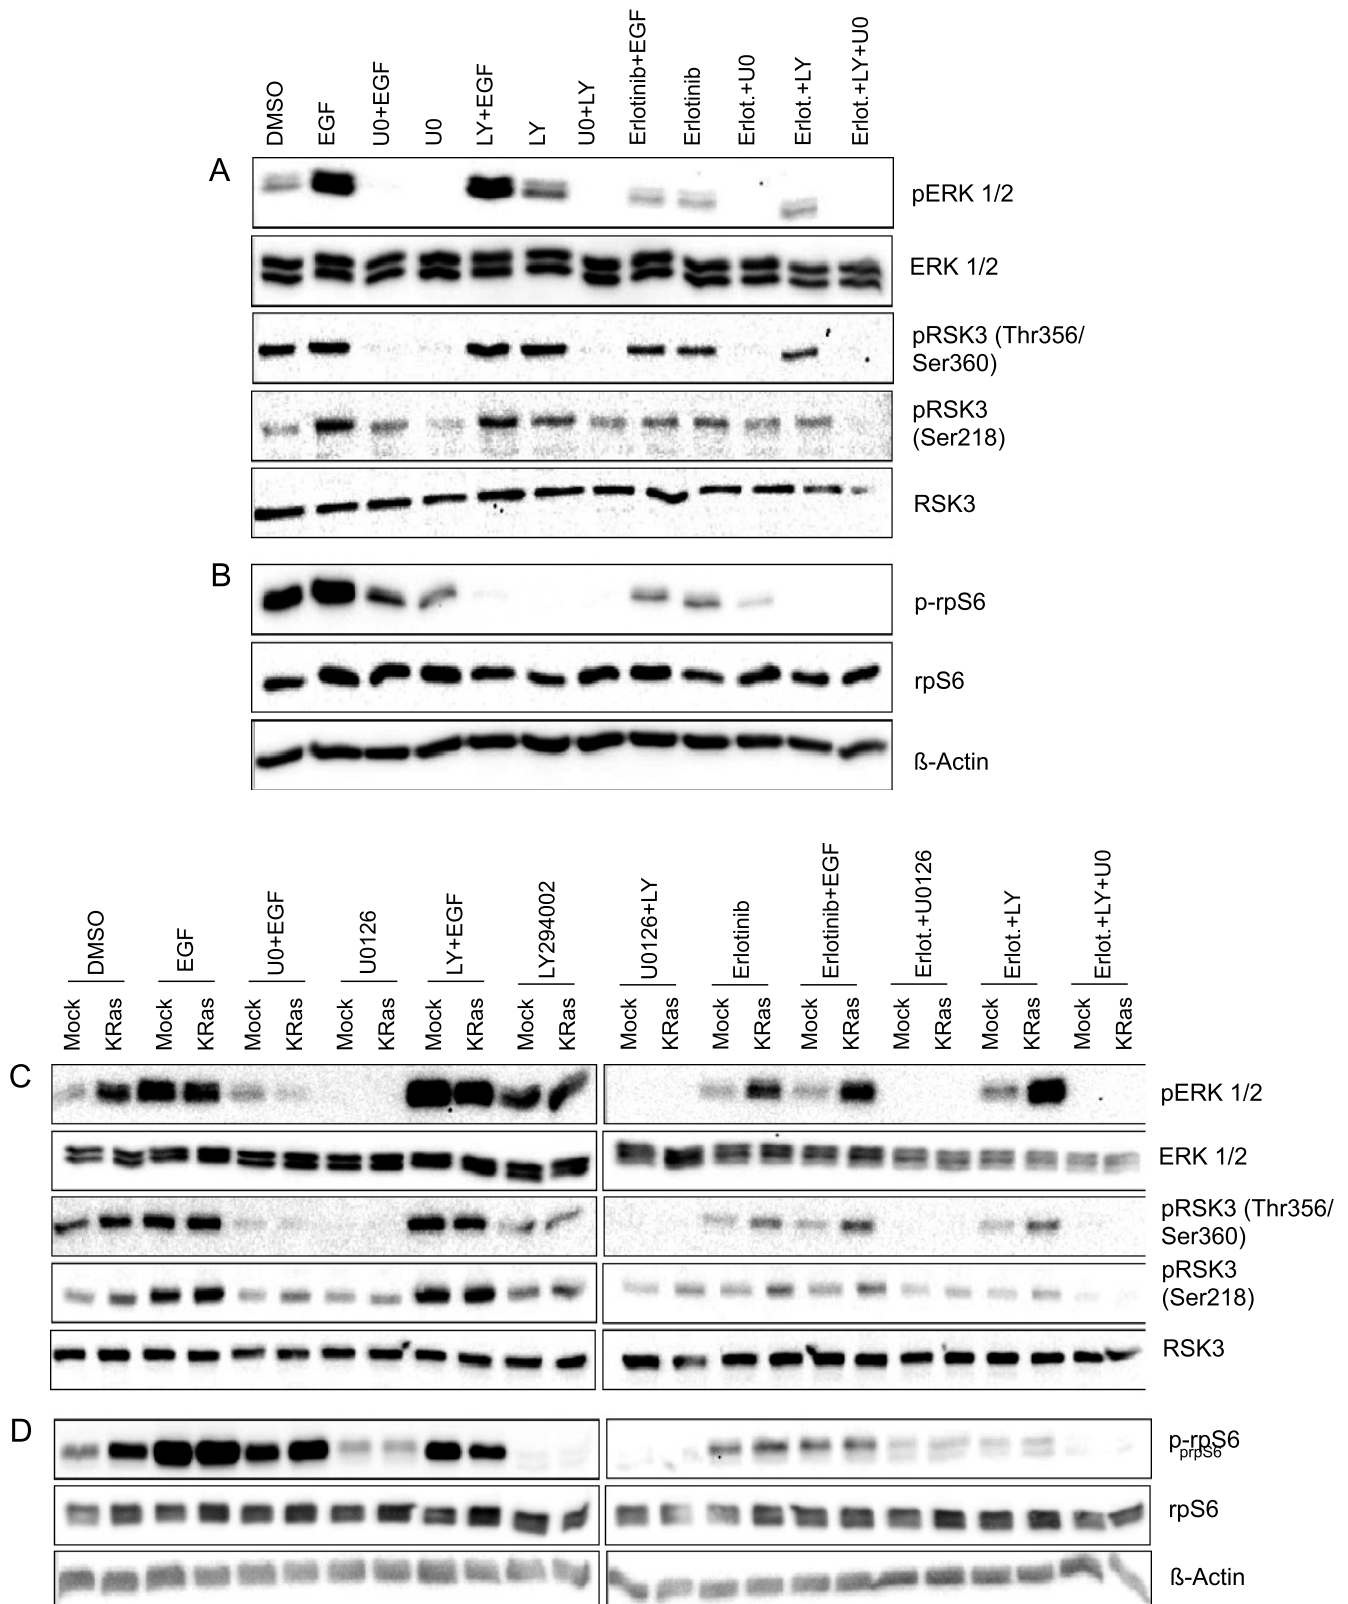 DMSO
EGF
U0+EGF
U0
LY+EGF
LY
U0+LY
Erlotinib+EGF
Erlotinib
Erlot.+U0
Erlot.+LY
Erlot.+LY+U0
A
pERK 1/2
ERK 1/2
pRSK3 (Thr356/
Ser360)
pRSK3
(Ser218)
RSK3
B
p-rpS6
rpS6
ß-Actin
DMSO
EGF
U0+EGF
U0126
LY+EGF
LY294002
U0126+LY
Erlotinib
Erlotinib+EGF
Erlot.+U0126
Erlot.+LY
Erlot.+LY+U0
Mock
KRas
Mock
KRas
Mock
KRas
Mock
KRas
Mock
KRas
Mock
KRas
Mock
KRas
Mock
KRas
Mock
KRas
Mock
KRas
Mock
KRas
Mock
KRas
C
pERK 1/2
ERK 1/2
pRSK3 (Thr356/
Ser360)
pRSK3
(Ser218)
RSK3
D
p-rpS6
prpS6
rpS6
ß-Actin